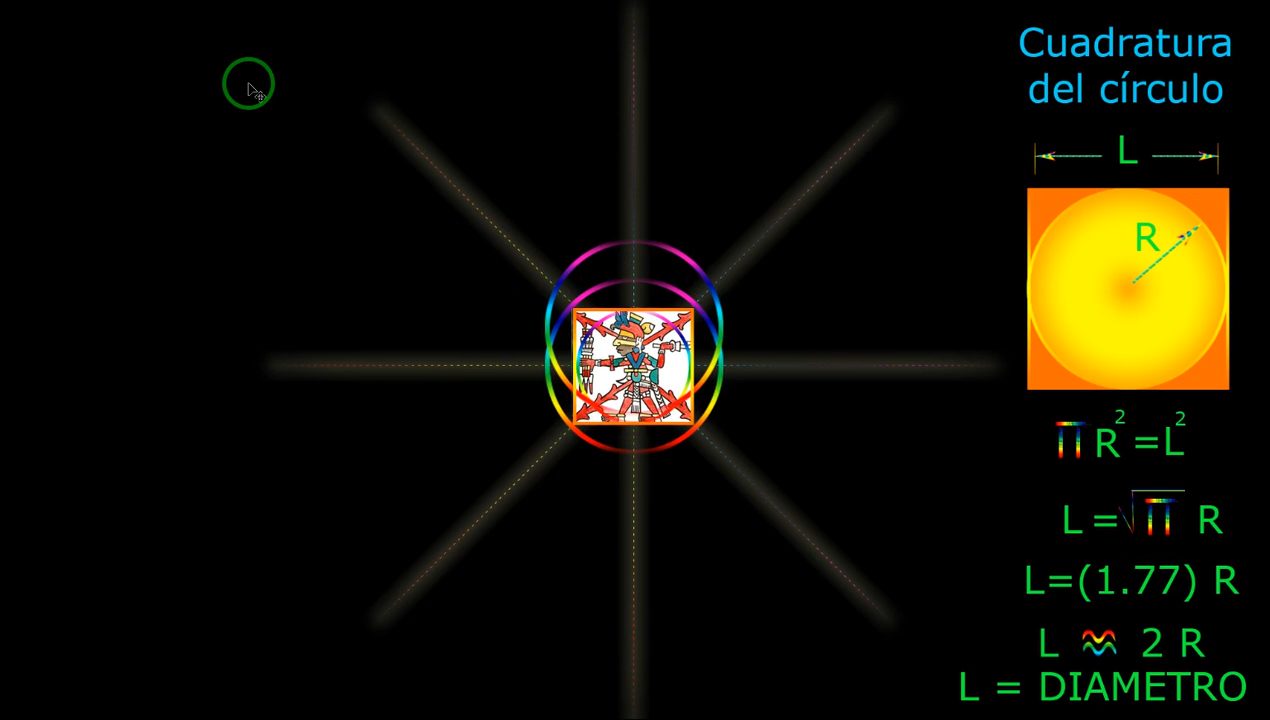 Cuadratura
del círculo
L
R
∏ R² = L²
L = √∏ R
L=(1.77) R
L ≈ 2 R
L = DIAMETRO